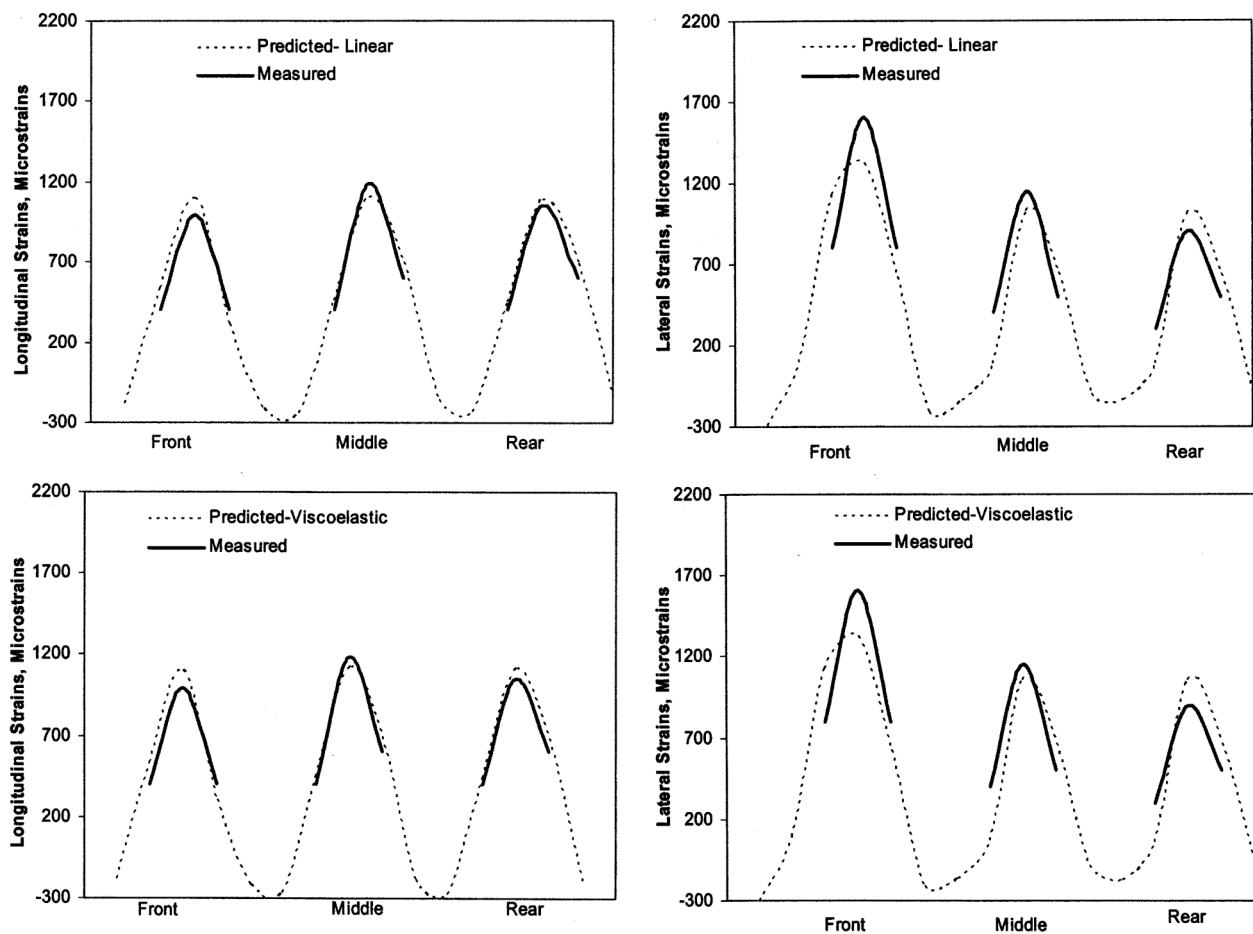 2200
1700
1200
700
200
-300
Longitudinal Strains, Microstrains
Predicted- Linear
Measured
Front
Middle
Rear
2200
1700
1200
700
200
-300
Lateral Strains, Microstrains
Predicted- Linear
Measured
Front
Middle
Rear
2200
1700
1200
700
200
-300
Longitudinal Strains, Microstrains
Predicted-Viscoelastic
Measured
Front
Middle
Rear
2200
1700
1200
700
200
-300
Lateral Strains, Microstrains
Predicted-Viscoelastic
Measured
Front
Middle
Rear